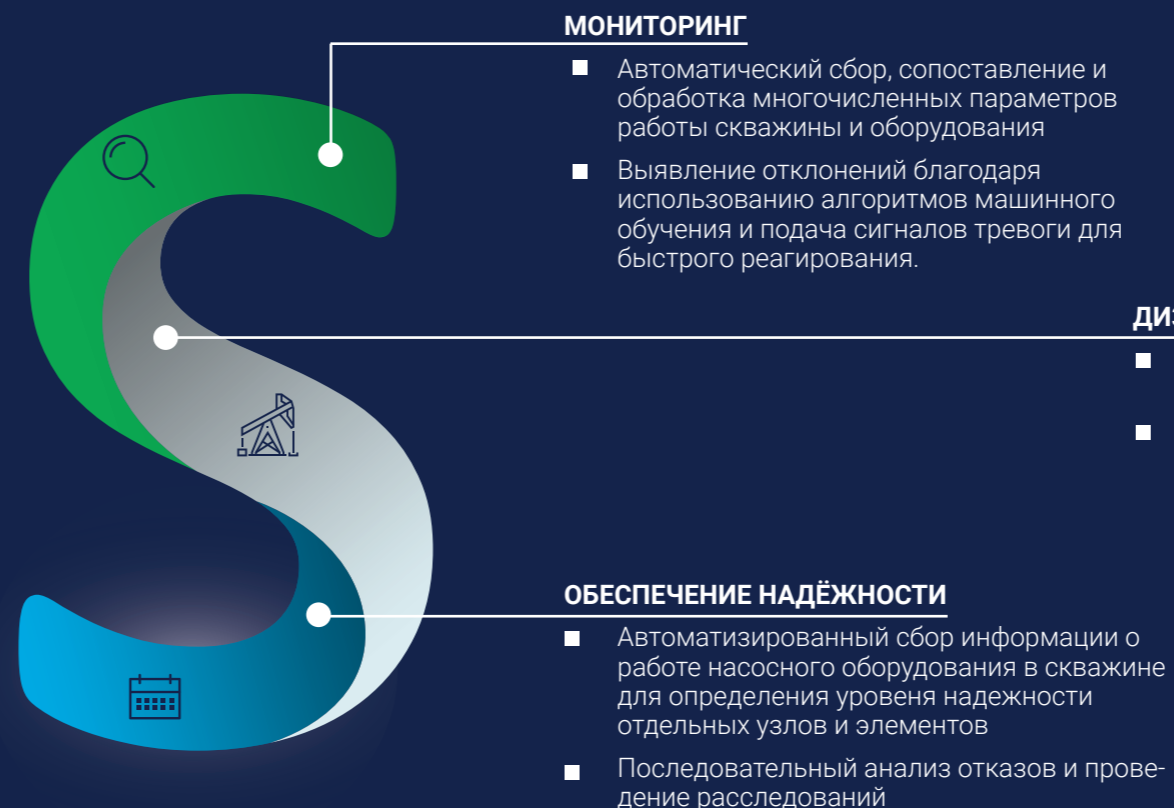 МОНИТОРИНГ
Автоматический сбор, сопоставление и
обработка многочисленных параметров
работы скважины и оборудования
Выявление отклонений благодаря
использованию алгоритмов машинного
обучения и подача сигналов тревоги для
быстрого реагирования.
ОБЕСПЕЧЕНИЕ НАДЁЖНОСТИ
Автоматизированный сбор информации о
работе насосного оборудования в скважине
для определения уровеня надежности
отдельных узлов и элементов
Последовательный анализ отказов и прове-
дение расследований